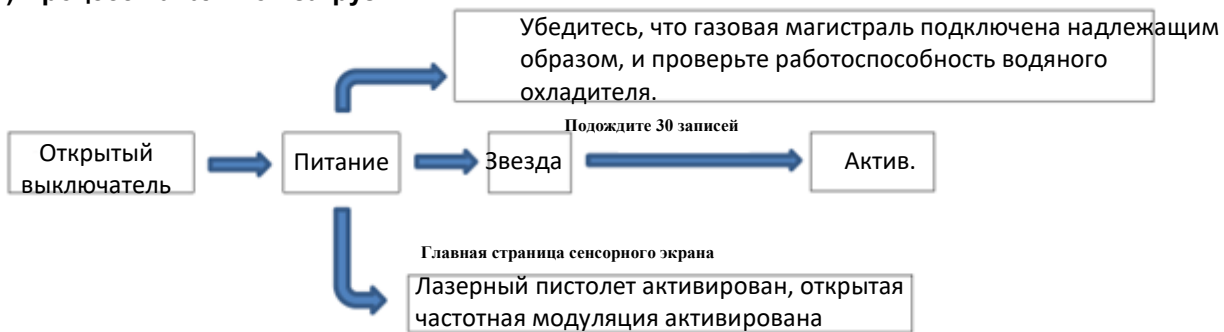 Убедитесь, что газовая магистраль подключена надлежащим
образом, и проверьте работоспособность водяного
охладителя.
Подождите 30 записей
Открытый
выключатель
Питание
Звезда
Актив.
Главная страница сенсорного экрана
Лазерный пистолет активирован, открытая
частотная модуляция активирована